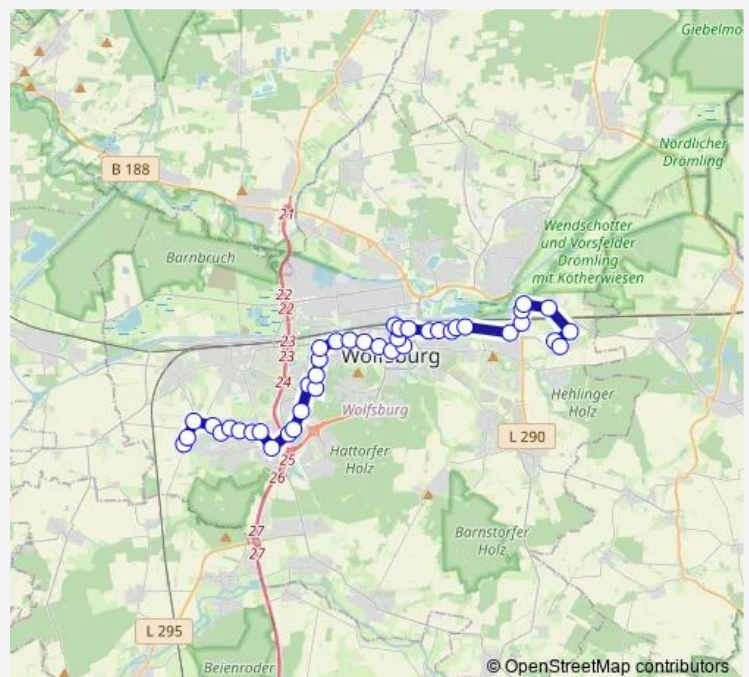 Giebelmo
B 188
Nördlicher
Drömling
21
Wendschotter
und Vorsfelder
Drömling
mit Kötherwiesen
Barnbruch
22
22
23
23
Wolfsburg
24
Wolfsburg
Hehlinger
Holz
L 290
Hattorfer
Holz
25
26
Barnstorfer
Holz
27
27
L 295
Beienroder
© OpenStreetMap contributors